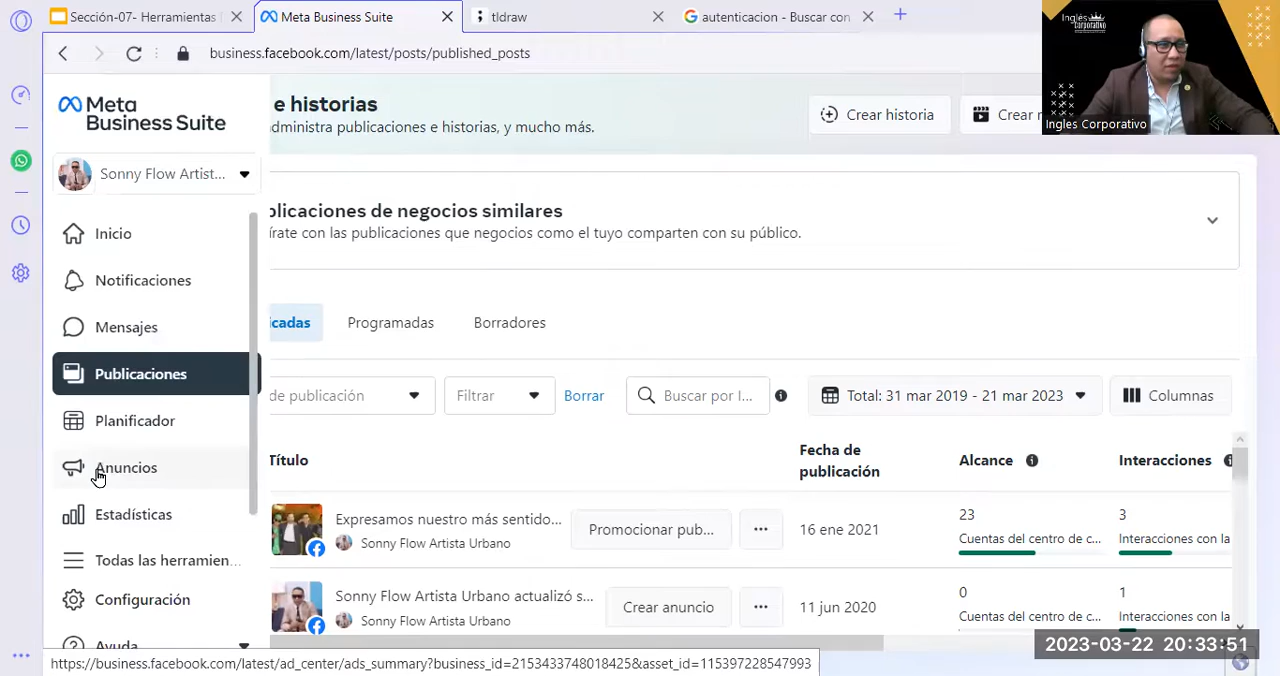 Sección-07- Herramientas
Meta Business Suite
tldraw
autenticacion - Buscar con
business.facebook.com/latest/posts/published_posts
Inglés
Corporativo
Ingles Corporativo
Meta
Business Suite
Sonny Flow Artist...
Inicio
Notificaciones
Mensajes
Publicaciones
Planificador
Anuncios
Estadísticas
Todas las herramien...
Configuración
Ayuda
e historias
administra publicaciones e historias, y mucho más.
Crear historia
Crear
blicaciones de negocios similares
írate con las publicaciones que negocios como el tuyo comparten con su público.
icadas
Programadas
Borradores
de publicación
Filtrar
Borrar
Buscar por I...
Total: 31 mar 2019 - 21 mar 2023
Columnas
Título
Fecha de
publicación
Alcance
Interacciones
Expresamos nuestro más sentido...
Sonny Flow Artista Urbano
Promocionar pub...
...
16 ene 2021
23
Cuentas del centro de c...
3
Interacciones con la
Sonny Flow Artista Urbano actualizó s...
Sonny Flow Artista Urbano
Crear anuncio
...
11 jun 2020
0
Cuentas del centro de c...
1
Interacciones con la
https://business.facebook.com/latest/ad_center/ads_summary?business_id=2153433748018425&asset_id=115397228547993
2023-03-22 20:33:51